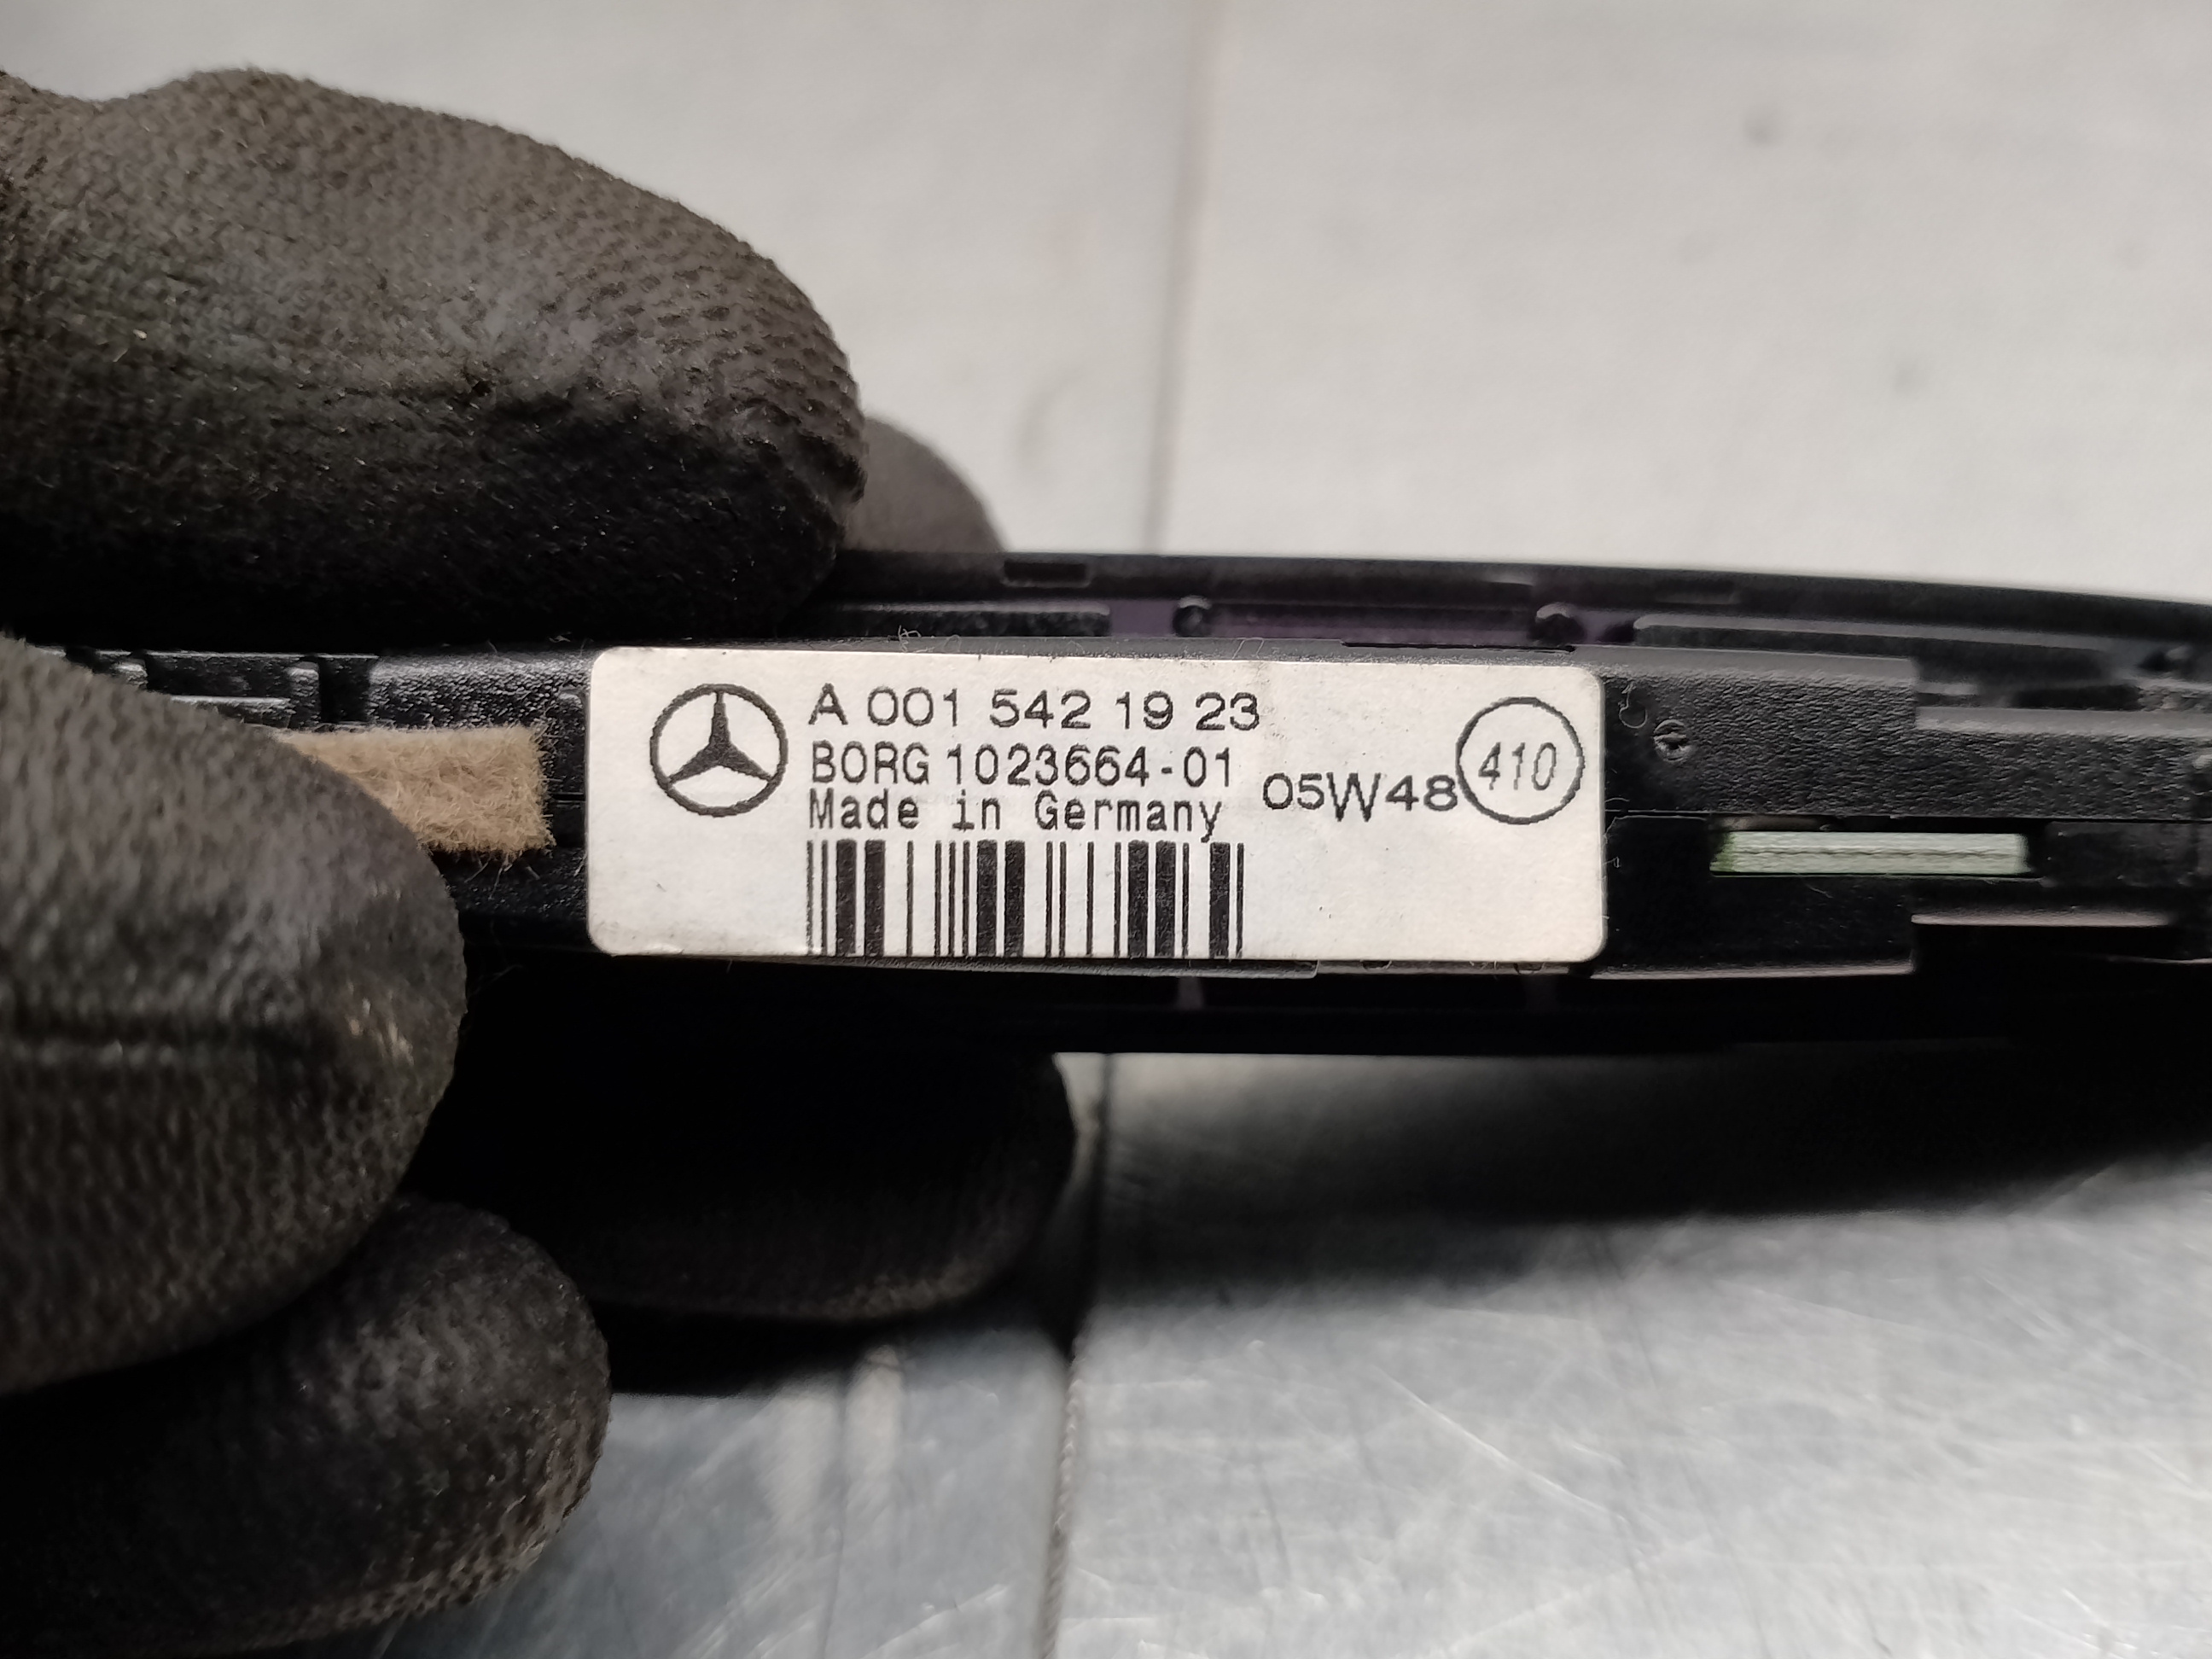 A 001 542 19 23
BORG 1023664-01
Made in Germany
05W48
410